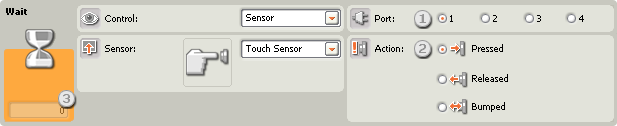 Wait
Control: Sensor
Port: 1 1 2 3 4
Sensor: Touch Sensor
Action: 2 Pressed
Released
Bumped
3
0